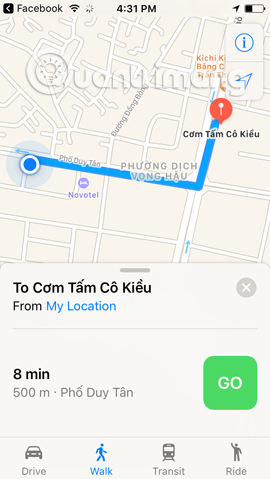 Facebook
4:31 PM
Quantrimang
Kichi K
Băng C
Trần Th
Đường Đông Bông
Cơm Tấm Cô Kiều
Phố Duy Tân
PHƯỜNG DỊCH
VỌNG HẬU
Novotel
To Cơm Tấm Cô Kiều
From My Location
8 min
500 m · Phố Duy Tân
GO
Drive
Walk
Transit
Ride